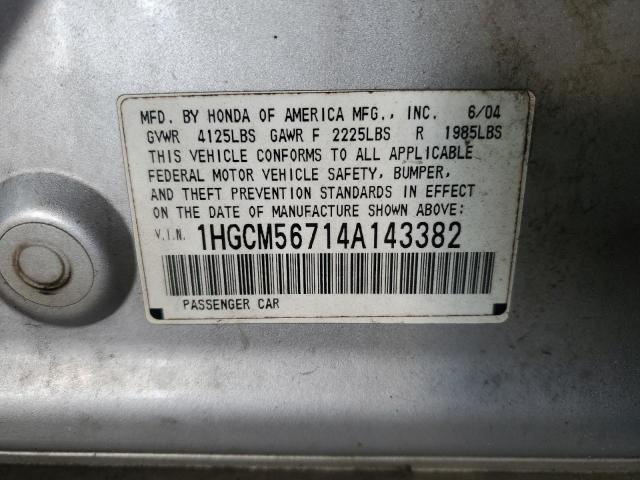 MFD. BY HONDA OF AMERICA MFG., INC. 6/04
GVWR 4125LBS GAWR F 2225LBS R 1985LBS
THIS VEHICLE CONFORMS TO ALL APPLICABLE
FEDERAL MOTOR VEHICLE SAFETY, BUMPER,
AND THEFT PREVENTION STANDARDS IN EFFECT
ON THE DATE OF MANUFACTURE SHOWN ABOVE:
V.I.N. 1HGCM56714A143382
PASSENGER CAR